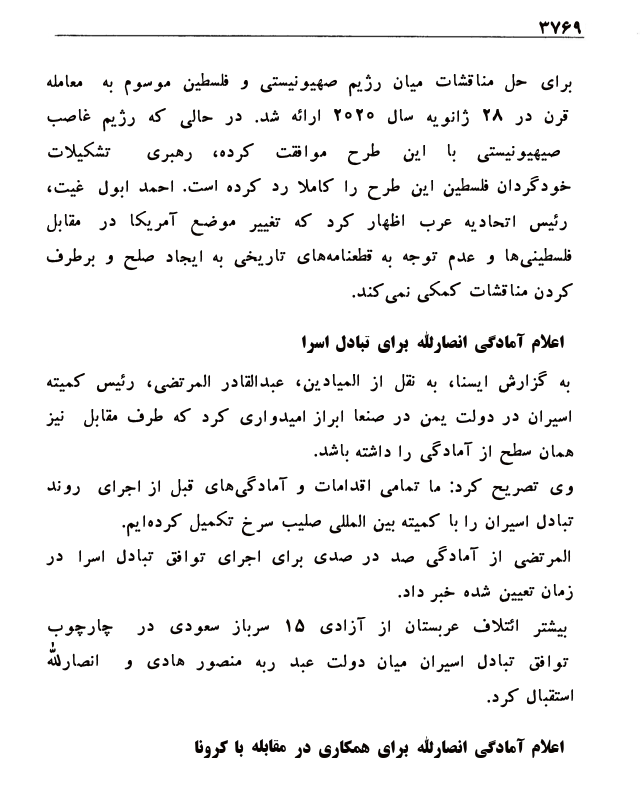 ۳۷۶۹
برای حل مناقشات میان رژیم صهیونیستی و فلسطین موسوم به معامله
قرن در ۲۸ ژانویه سال ۲۰۲۰ ارائه شد. در حالی که رژیم غاصب
صیهیونیستی با این طرح موافقت کرده، رهبری تشکیلات
خودگردان فلسطین این طرح را کاملا رد کرده است. احمد ابول غیت،
رئیس اتحادیه عرب اظهار کرد که تغییر موضع آمریکا در مقابل
فلسطینی‌ها و عدم توجه به قطعنامه‌های تاریخی به ایجاد صلح و برطرف
کردن مناقشات کمکی نمی‌کند.
اعلام آمادگی انصارالله برای تبادل اسرا
به گزارش ایسنا، به نقل از المیادین، عبدالقادر المرتضی، رئیس کمیته
اسیران در دولت یمن در صنعا ابراز امیدواری کرد که طرف مقابل نیز
همان سطح از آمادگی را داشته باشد.
وی تصریح کرد: ما تمامی اقدامات و آمادگی‌های قبل از اجرای روند
تبادل اسیران را با کمیته بین المللی صلیب سرخ تکمیل کرده‌ایم.
المرتضی از آمادگی صد در صدی برای اجرای توافق تبادل اسرا در
زمان تعیین شده خبر داد.
بیشتر ائتلاف عربستان از آزادی ۱۵ سرباز سعودی در چارچوب
توافق تبادل اسیران میان دولت عبد ربه منصور هادی و انصارلله
استقبال کرد.
اعلام آمادگی انصارلله برای همکاری در مقابله با کرونا